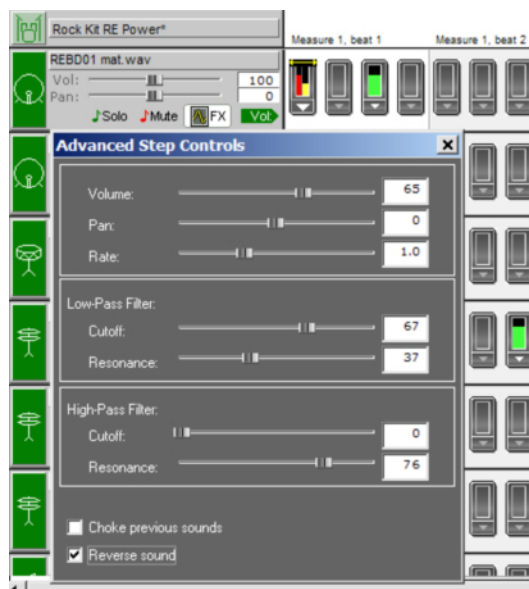 Rock Kit RE Power*
Measure 1, beat 1 Measure 1, beat 2
REBD01 mat.wav
Vol: 100
Pan: 0
Solo Mute FX Vol
Advanced Step Controls
Volume: 65
Pan: 0
Rate: 1.0
Low-Pass Filter:
Cutoff: 67
Resonance: 37
High-Pass Filter:
Cutoff: 0
Resonance: 76
Choke previous sounds
Reverse sound